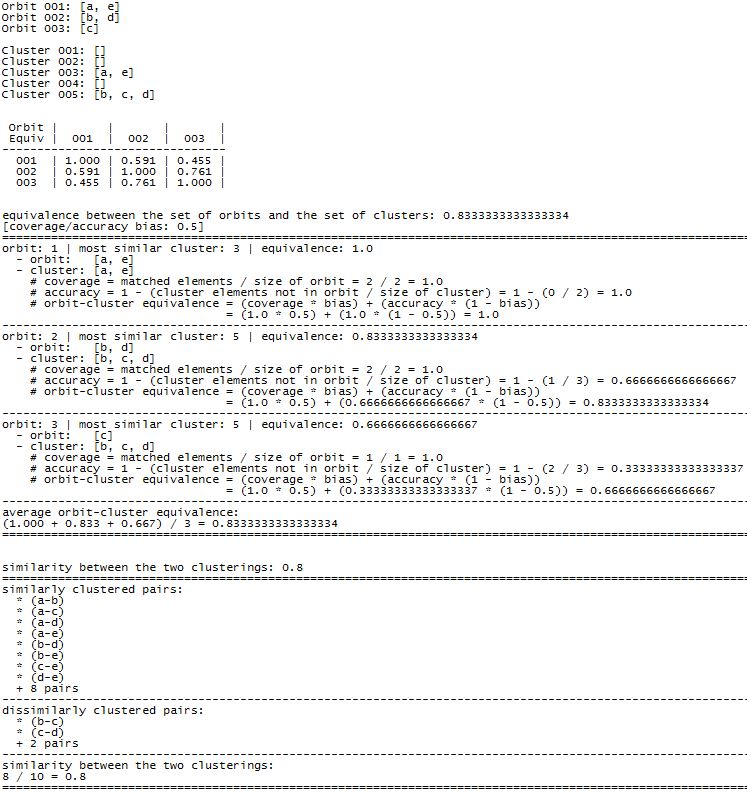 Orbit 001: [a, e]
Orbit 002: [b, d]
Orbit 003: [c]
Cluster 001: []
Cluster 002: []
Cluster 003: [a, e]
Cluster 004: []
Cluster 005: [b, c, d]
Orbit |       |       |       |
Equiv |  001  |  002  |  003  |
--------------------------------
001  | 1.000 | 0.591 | 0.455 |
002  | 0.591 | 1.000 | 0.761 |
003  | 0.455 | 0.761 | 1.000 |
equivalence between the set of orbits and the set of clusters: 0.8333333333333334
[coverage/accuracy bias: 0.5]
==========================================================================================================
orbit: 1 | most similar cluster: 3 | equivalence: 1.0
- orbit:   [a, e]
- cluster: [a, e]
# coverage = matched elements / size of orbit = 2 / 2 = 1.0
# accuracy = 1 - (cluster elements not in orbit / size of cluster) = 1 - (0 / 2) = 1.0
# orbit-cluster equivalence = (coverage * bias) + (accuracy * (1 - bias))
= (1.0 * 0.5) + (1.0 * (1 - 0.5)) = 1.0
----------------------------------------------------------------------------------------------------------
orbit: 2 | most similar cluster: 5 | equivalence: 0.8333333333333334
- orbit:   [b, d]
- cluster: [b, c, d]
# coverage = matched elements / size of orbit = 2 / 2 = 1.0
# accuracy = 1 - (cluster elements not in orbit / size of cluster) = 1 - (1 / 3) = 0.6666666666666667
# orbit-cluster equivalence = (coverage * bias) + (accuracy * (1 - bias))
= (1.0 * 0.5) + (0.6666666666666667 * (1 - 0.5)) = 0.8333333333333334
----------------------------------------------------------------------------------------------------------
orbit: 3 | most similar cluster: 5 | equivalence: 0.6666666666666667
- orbit:   [c]
- cluster: [b, c, d]
# coverage = matched elements / size of orbit = 1 / 1 = 1.0
# accuracy = 1 - (cluster elements not in orbit / size of cluster) = 1 - (2 / 3) = 0.33333333333333337
# orbit-cluster equivalence = (coverage * bias) + (accuracy * (1 - bias))
= (1.0 * 0.5) + (0.33333333333333337 * (1 - 0.5)) = 0.6666666666666667
----------------------------------------------------------------------------------------------------------
average orbit-cluster equivalence:
(1.000 + 0.833 + 0.667) / 3 = 0.8333333333333334
==========================================================================================================
similarity between the two clusterings: 0.8
==========================================================================================================
similarly clustered pairs:
* (a-b)
* (a-c)
* (a-d)
* (a-e)
* (b-d)
* (b-e)
* (c-e)
* (d-e)
+ 8 pairs
----------------------------------------------------------------------------------------------------------
dissimilarly clustered pairs:
* (b-c)
* (c-d)
+ 2 pairs
----------------------------------------------------------------------------------------------------------
similarity between the two clusterings:
8 / 10 = 0.8
==========================================================================================================